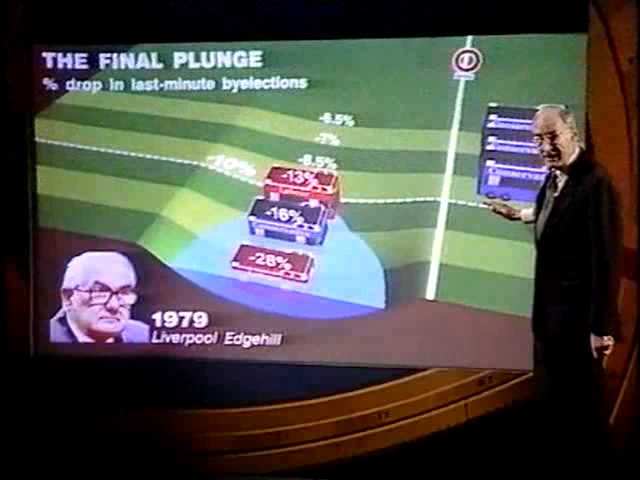 THE FINAL PLUNGE
% drop in last-minute byelections
-6.5%
-7%
-8.5%
-10%
-13%
-16%
-28%
Conservative
1979
Liverpool Edgehill